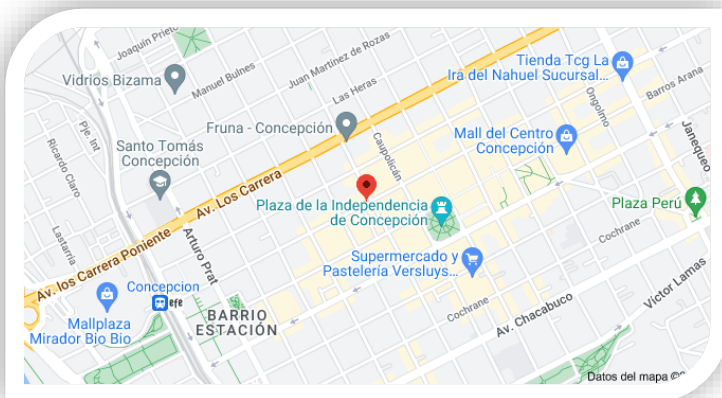 Joaquín Prieto
Manuel Bulnes
Juan Martínez de Rozas
Las Heras
Vidrios Bizama
Tienda Tcg La
Ira del Nahuel Sucursal...
Ongolmo
Barros Arana
Janequeo
Pje. Int
Ricardo Claro
Lastarria
Santo Tomás
Concepción
Fruna - Concepción
Caupolicán
Mall del Centro
Concepción
Av. Los Carrera
Plaza de la Independencia
de Concepción
Plaza Perú
Cochrane
Arturo Prat
Av. los Carrera Poniente
Supermercado y
Pastelería Versluys...
Concepcion
efe
Mallplaza
Mirador Bio Bio
BARRIO
ESTACIÓN
Cochrane
Av. Chacabuco
Víctor Lamas
Datos del mapa ©